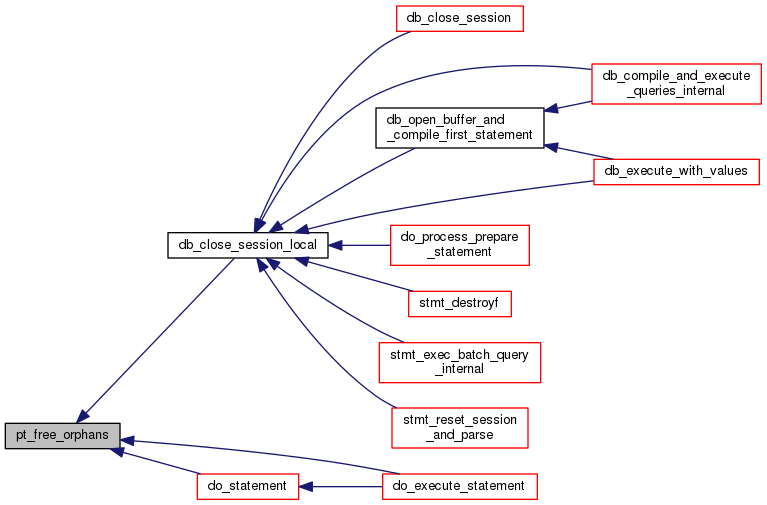 db_close_session
db_compile_and_execute
_queries_internal
db_open_buffer_and
_compile_first_statement
db_execute_with_values
do_process_prepare
_statement
db_close_session_local
stmt_destroyf
stmt_exec_batch_query
_internal
stmt_reset_session
_and_parse
pt_free_orphans
do_statement
do_execute_statement